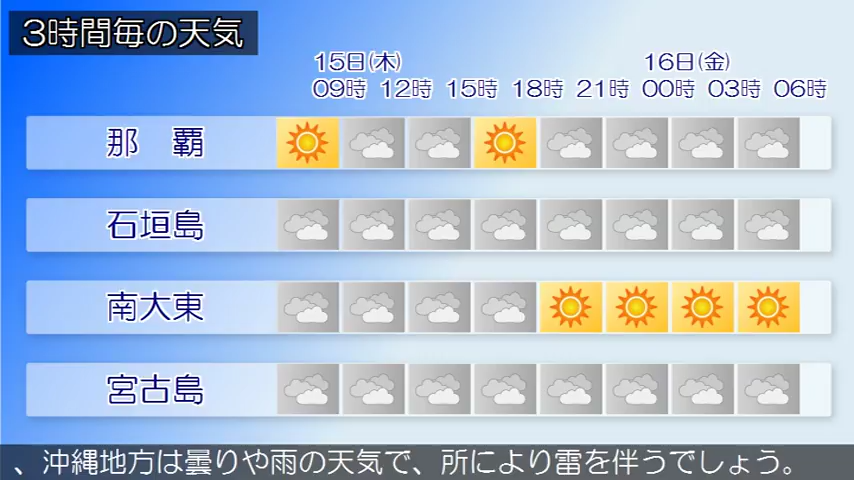 3時間毎の天気
15日(木) 16日(金)
09時 12時 15時 18時 21時 00時 03時 06時
那 覇
石垣島
南大東
宮古島
、沖縄地方は曇りや雨の天気で、所により雷を伴うでしょう。